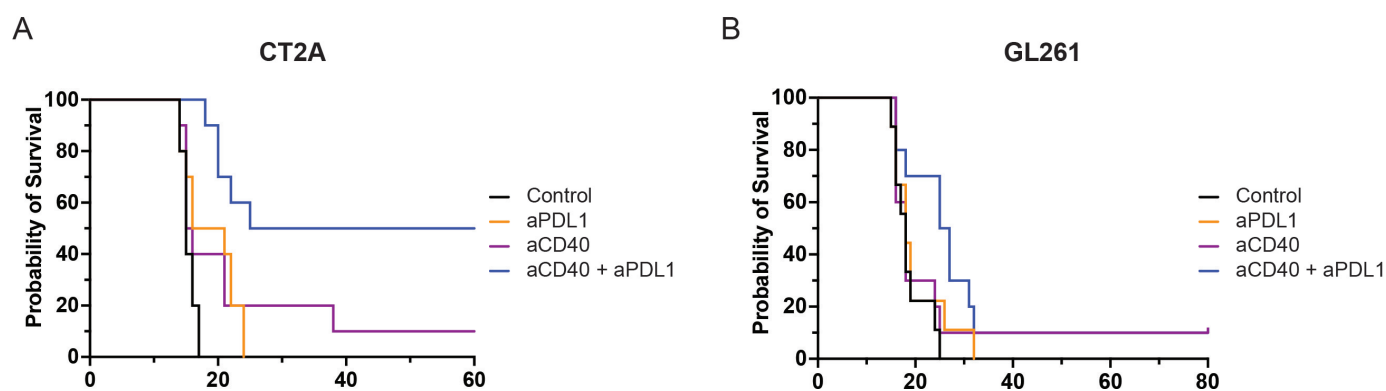 A
CT2A
Probability of Survival
100
80
60
40
20
0
0 20 40 60
Control
aPDL1
aCD40
aCD40 + aPDL1
B
GL261
Probability of Survival
100
80
60
40
20
0
0 20 40 60 80
Control
aPDL1
aCD40
aCD40 + aPDL1